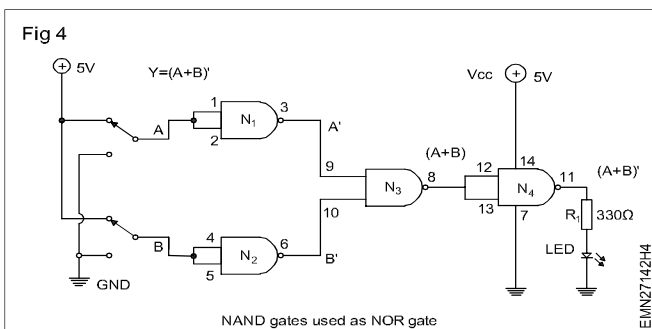 Fig 4
5V
Y=(A+B)'
Vcc
5V
1
2
N1
3
A
A'
9
10
N3
8
(A+B)
12
13
14
N4
7
11
(A+B)'
R1
330Ω
LED
B
4
5
N2
6
B'
GND
NAND gates used as NOR gate
EMN27142H4